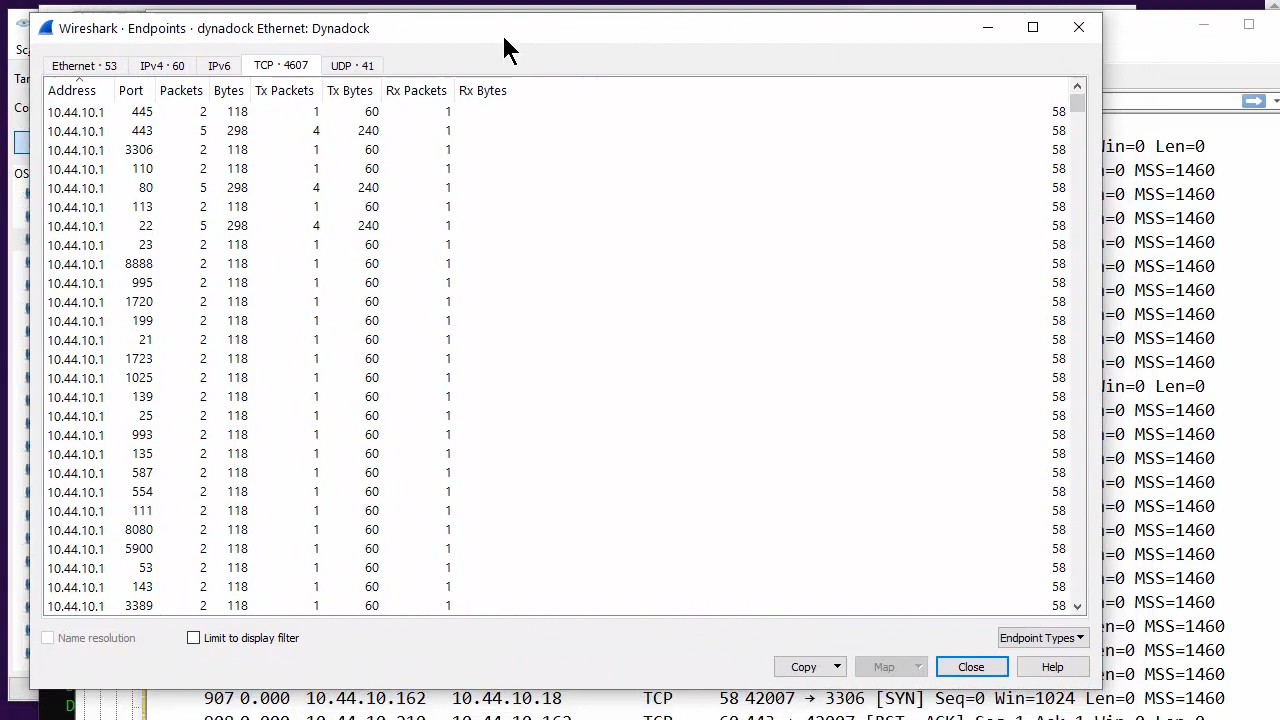 Wireshark · Endpoints · dynadock Ethernet: Dynadock
Sc
Tar
Co
OS
Ethernet · 53 IPv4 · 60 IPv6 TCP · 4607 UDP · 41
Address Port Packets Bytes Tx Packets Tx Bytes Rx Packets Rx Bytes
10.44.10.1 445 2 118 1 60 1 58
10.44.10.1 443 5 298 4 240 1 58
10.44.10.1 3306 2 118 1 60 1 58
10.44.10.1 110 2 118 1 60 1 58
10.44.10.1 80 5 298 4 240 1 58
10.44.10.1 113 2 118 1 60 1 58
10.44.10.1 22 5 298 4 240 1 58
10.44.10.1 23 2 118 1 60 1 58
10.44.10.1 8888 2 118 1 60 1 58
10.44.10.1 995 2 118 1 60 1 58
10.44.10.1 1720 2 118 1 60 1 58
10.44.10.1 199 2 118 1 60 1 58
10.44.10.1 21 2 118 1 60 1 58
10.44.10.1 1723 2 118 1 60 1 58
10.44.10.1 1025 2 118 1 60 1 58
10.44.10.1 139 2 118 1 60 1 58
10.44.10.1 25 2 118 1 60 1 58
10.44.10.1 993 2 118 1 60 1 58
10.44.10.1 135 2 118 1 60 1 58
10.44.10.1 587 2 118 1 60 1 58
10.44.10.1 554 2 118 1 60 1 58
10.44.10.1 111 2 118 1 60 1 58
10.44.10.1 8080 2 118 1 60 1 58
10.44.10.1 5900 2 118 1 60 1 58
10.44.10.1 53 2 118 1 60 1 58
10.44.10.1 143 2 118 1 60 1 58
10.44.10.1 3389 2 118 1 60 1 58
Name resolution Limit to display filter
Endpoint Types
Copy Map Close Help
Win=0 Len=0
=0 MSS=1460
=0 MSS=1460
=0 MSS=1460
=0 MSS=1460
=0 MSS=1460
=0 MSS=1460
=0 MSS=1460
=0 MSS=1460
=0 MSS=1460
Win=0 Len=0
=0 MSS=1460
=0 MSS=1460
=0 MSS=1460
=0 MSS=1460
=0 MSS=1460
=0 MSS=1460
=0 MSS=1460
=0 MSS=1460
=0 MSS=1460
en=0 MSS=1460
en=0 MSS=1460
en=0 MSS=1460
907 0.000 10.44.10.162 10.44.10.18 TCP 58 42007 → 3306 [SYN] Seq=0 Win=1024 Len=0 MSS=1460
D